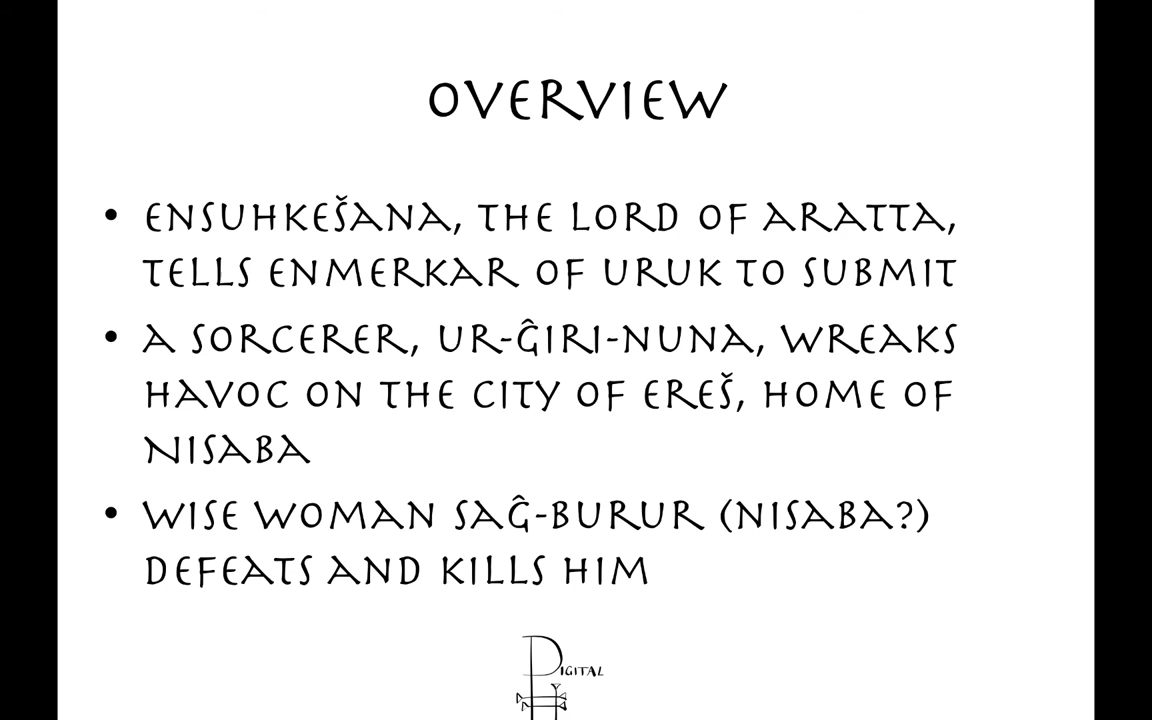 OVERVIEW
• ENSUHKEŠANA, THE LORD OF ARATTA,
TELLS ENMERKAR OF URUK TO SUBMIT
• A SORCERER, UR-ĜIRI-NUNA, WREAKS
HAVOC ON THE CITY OF EREŠ, HOME OF
NISABA
• WISE WOMAN SAĜ-BURUR (NISABA?)
DEFEATS AND KILLS HIM
DIGITAL